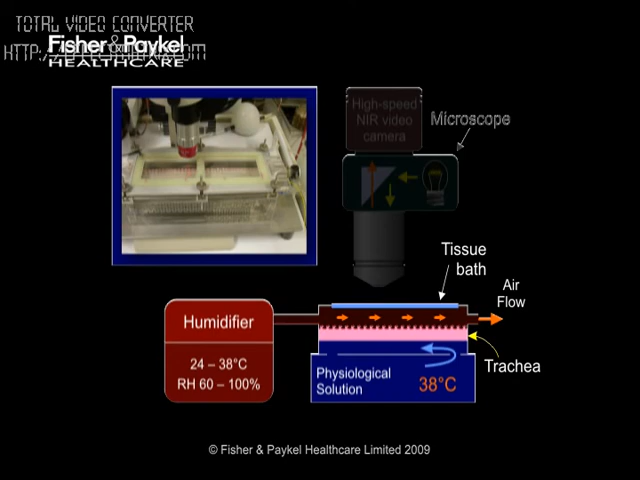 TOTAL VIDEO CONVERTER
Fisher & Paykel
HEALTHCARE
High-speed
NIR video
camera
Microscope
Tissue
bath
Air
Flow
Humidifier
24 – 38°C
RH 60 – 100%
Physiological
Solution
38°C
Trachea
© Fisher & Paykel Healthcare Limited 2009